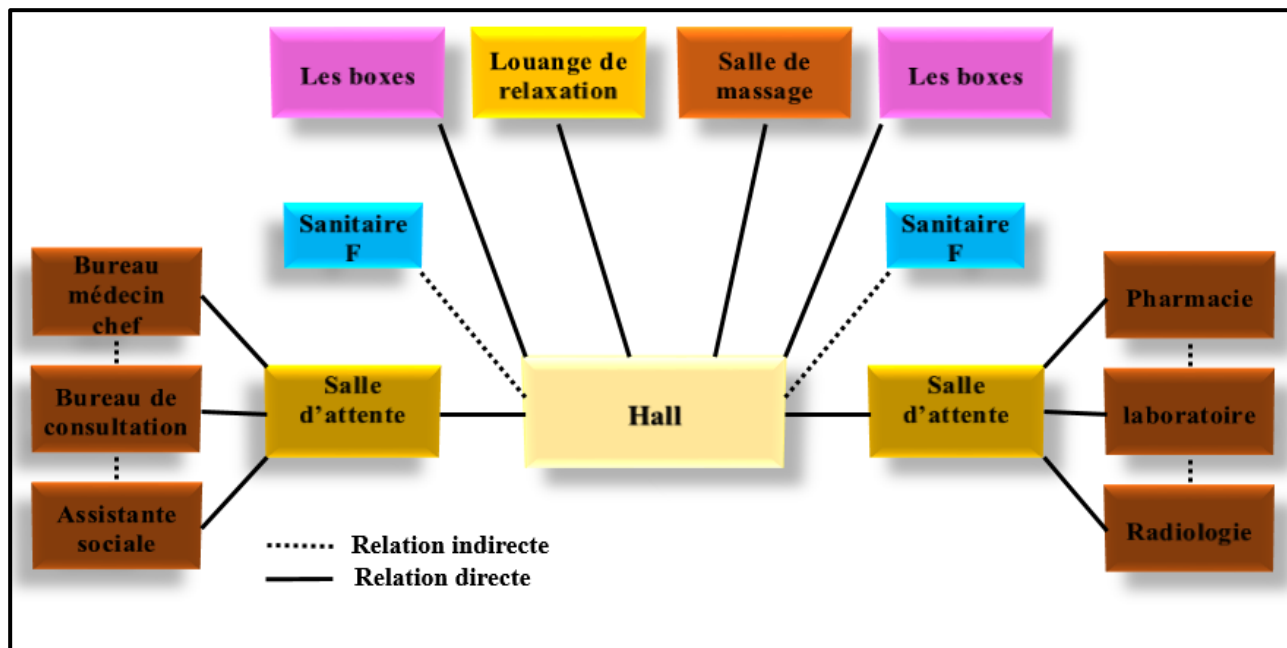 Les boxes
Louange de
relaxation
Salle de
massage
Les boxes
Sanitaire
F
Sanitaire
F
Bureau
médecin
chef
Pharmacie
Bureau de
consultation
Salle
d'attente
Hall
Salle
d'attente
laboratoire
Assistante
sociale
Radiologie
Relation indirecte
Relation directe